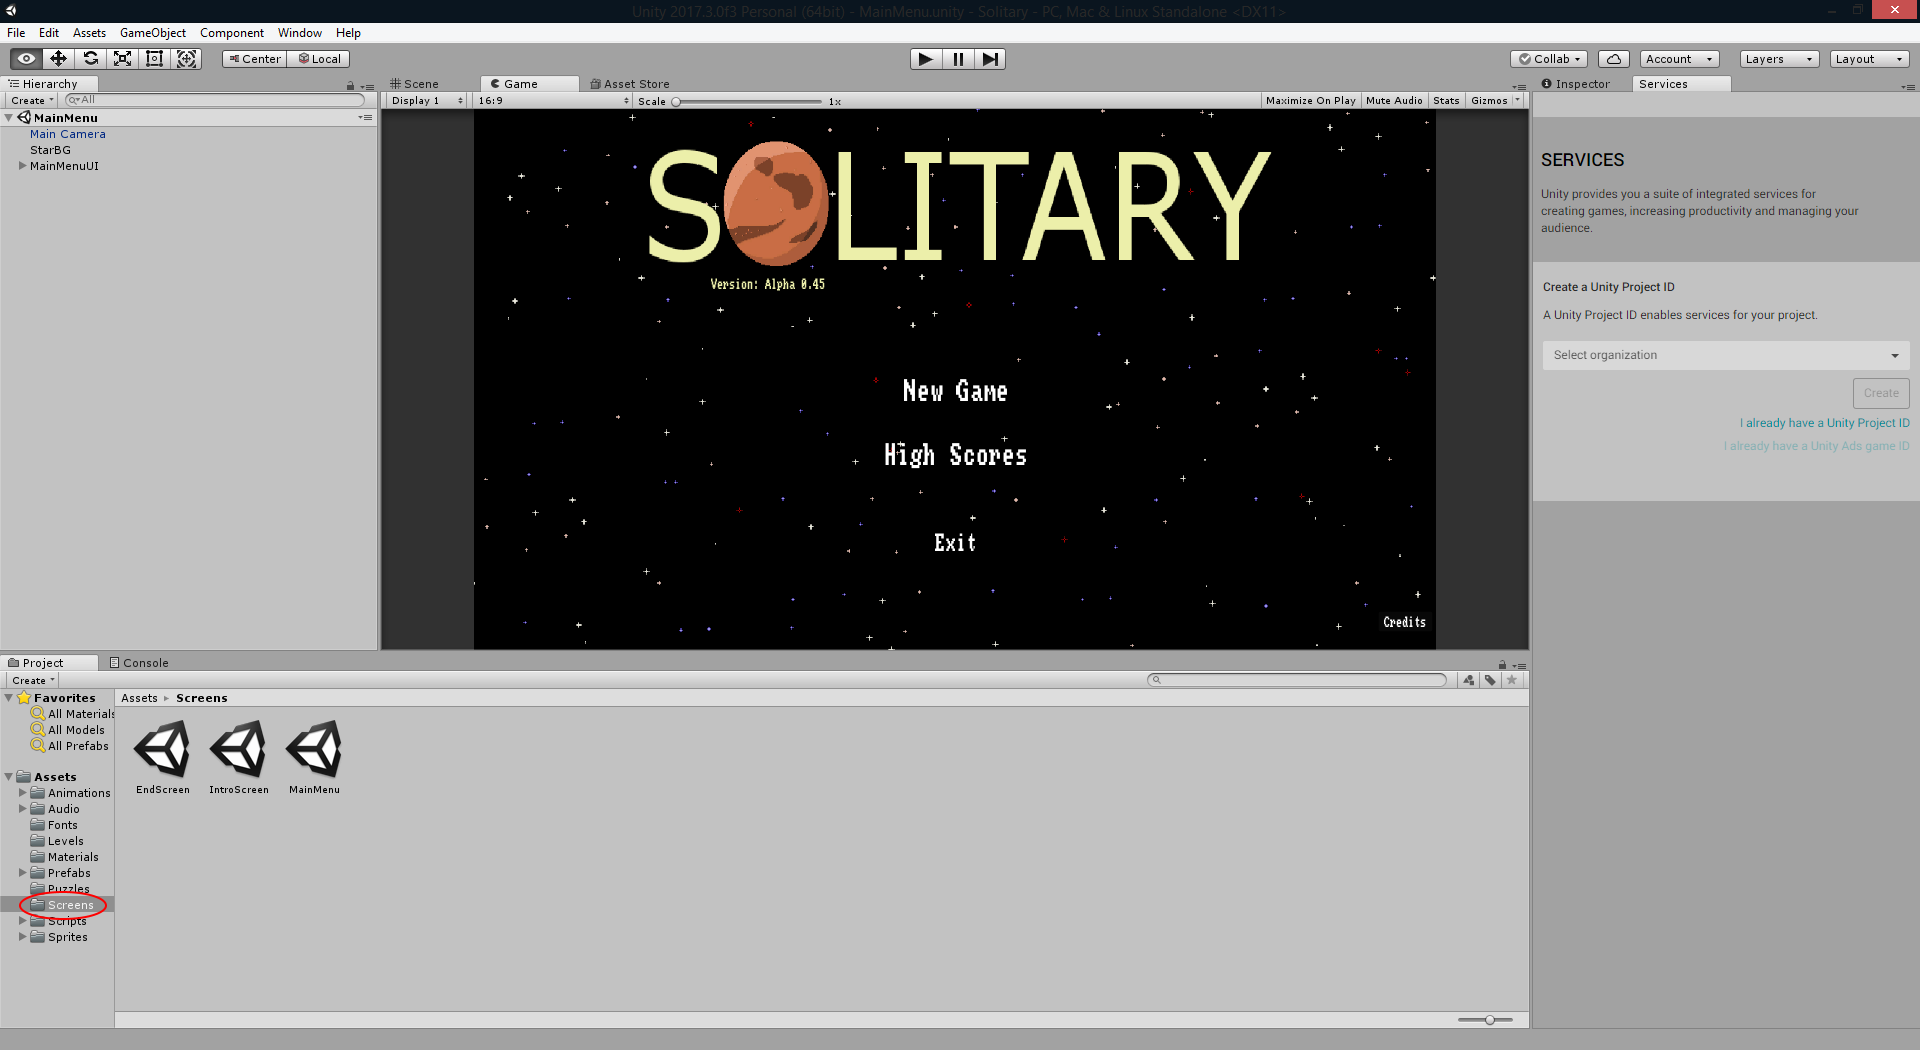 Unity 2017.3.0f3 Personal (64bit) - MainMenu.unity - Solitary - PC, Mac & Linux Standalone <DX11>
File Edit Assets GameObject Component Window Help
Center Local
Collab Account Layers Layout
Hierarchy
Create All
MainMenu
Main Camera
StarBG
MainMenuUI
Scene Game Asset Store
Display 1 16:9 Scale 1x Maximize On Play Mute Audio Stats Gizmos
SOLITARY
Version: Alpha 0.45
New Game
High Scores
Exit
Credits
Inspector Services
SERVICES
Unity provides you a suite of integrated services for
creating games, increasing productivity and managing your
audience.
Create a Unity Project ID
A Unity Project ID enables services for your project.
Select organization
Create
I already have a Unity Project ID
I already have a Unity Ads game ID
Project Console
Create
Favorites
All Materials
All Models
All Prefabs
Assets
Animations
Audio
Fonts
Levels
Materials
Prefabs
Puzzles
Screens
Scripts
Sprites
Assets Screens
EndScreen IntroScreen MainMenu